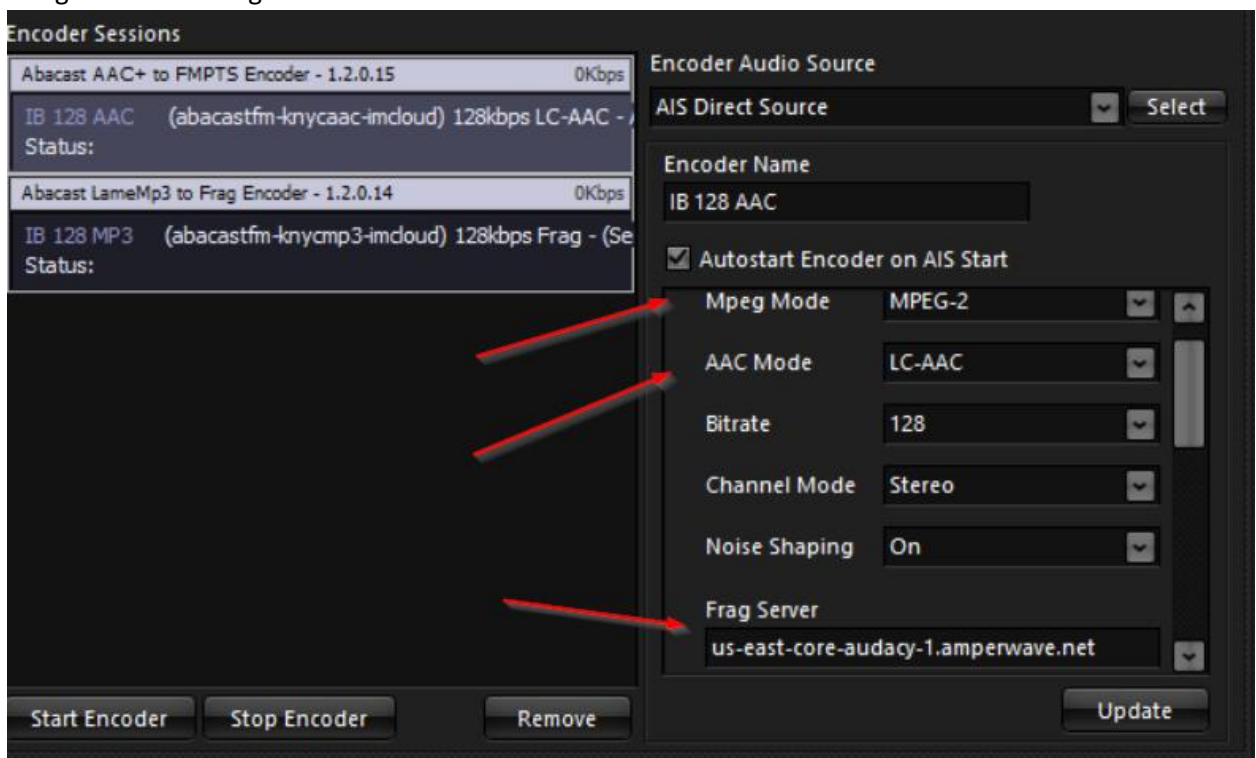 Encoder Sessions
Abacast AAC+ to FMPTS Encoder - 1.2.0.15 0Kbps
IB 128 AAC (abacastfm-knycaac-imcloud) 128kbps LC-AAC -
Status:
Abacast LameMp3 to Frag Encoder - 1.2.0.14 0Kbps
IB 128 MP3 (abacastfm-knycmp3-imcloud) 128kbps Frag - (Se
Status:
Start Encoder Stop Encoder Remove
Encoder Audio Source
AIS Direct Source Select
Encoder Name
IB 128 AAC
Autostart Encoder on AIS Start
Mpeg Mode MPEG-2
AAC Mode LC-AAC
Bitrate 128
Channel Mode Stereo
Noise Shaping On
Frag Server
us-east-core-audacy-1.amperwave.net
Update